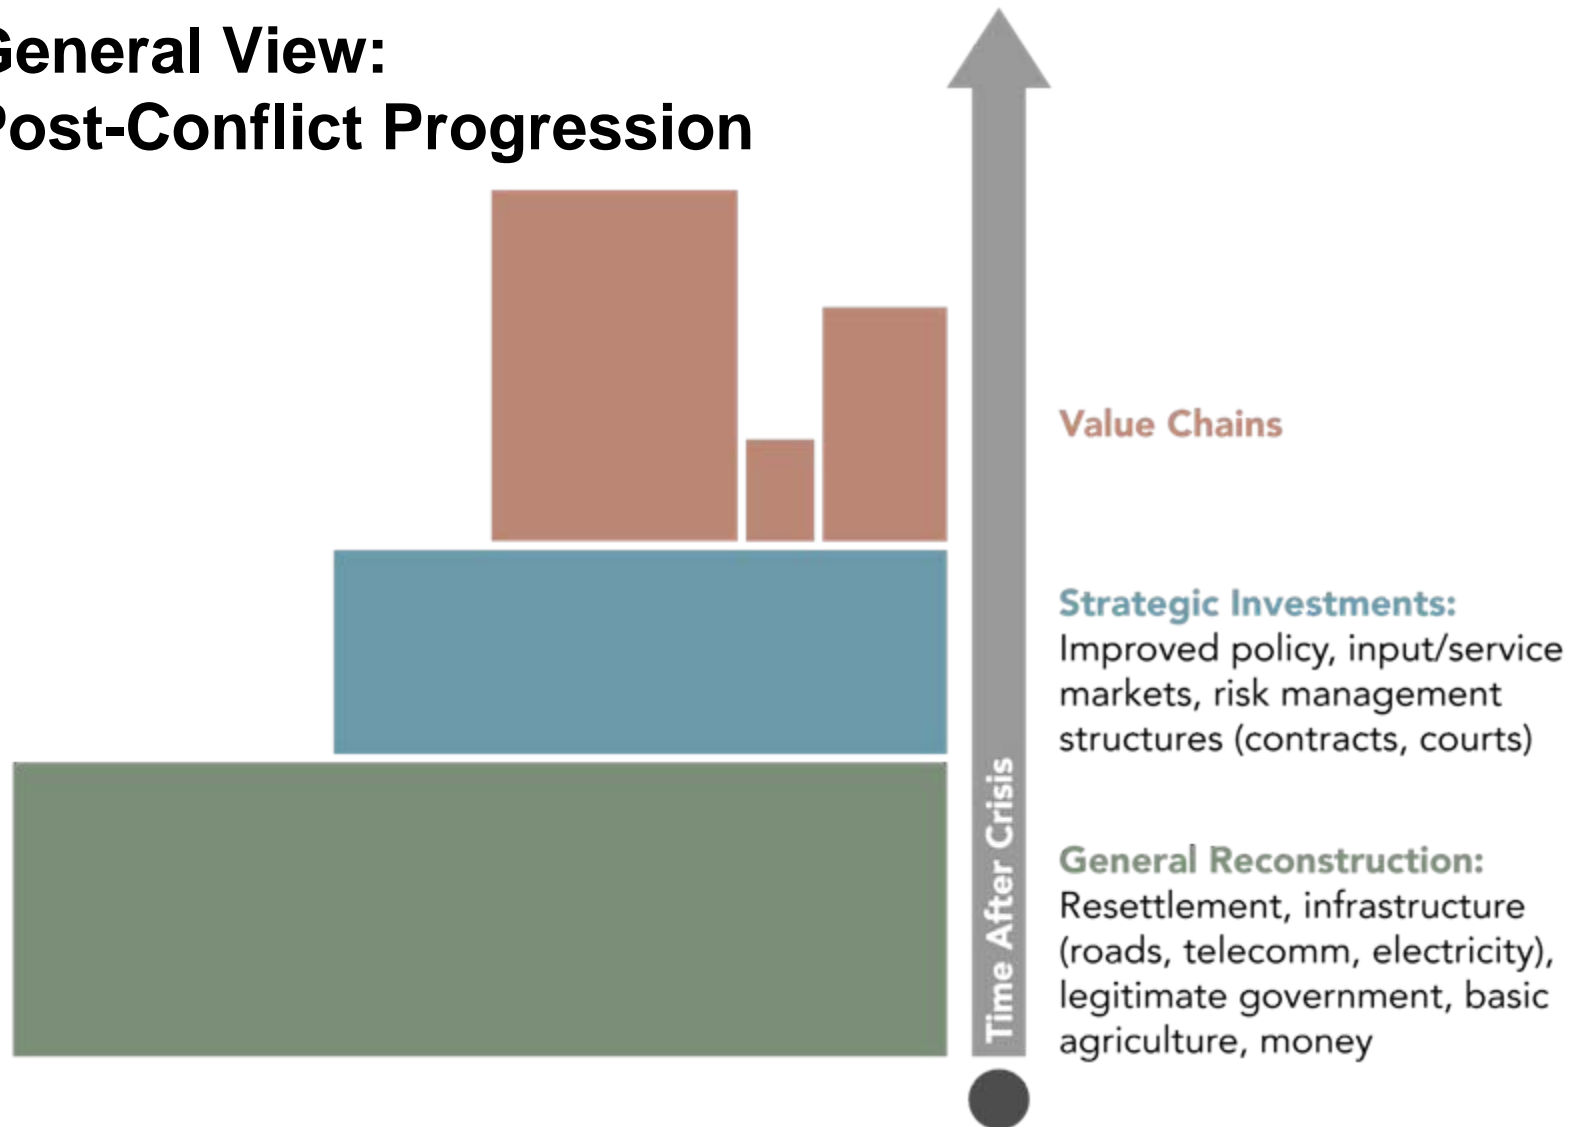 General View:
Post-Conflict Progression
Value Chains
Strategic Investments:
Improved policy, input/service
markets, risk management
structures (contracts, courts)
General Reconstruction:
Resettlement, infrastructure
(roads, telecomm, electricity),
legitimate government, basic
agriculture, money
Time After Crisis